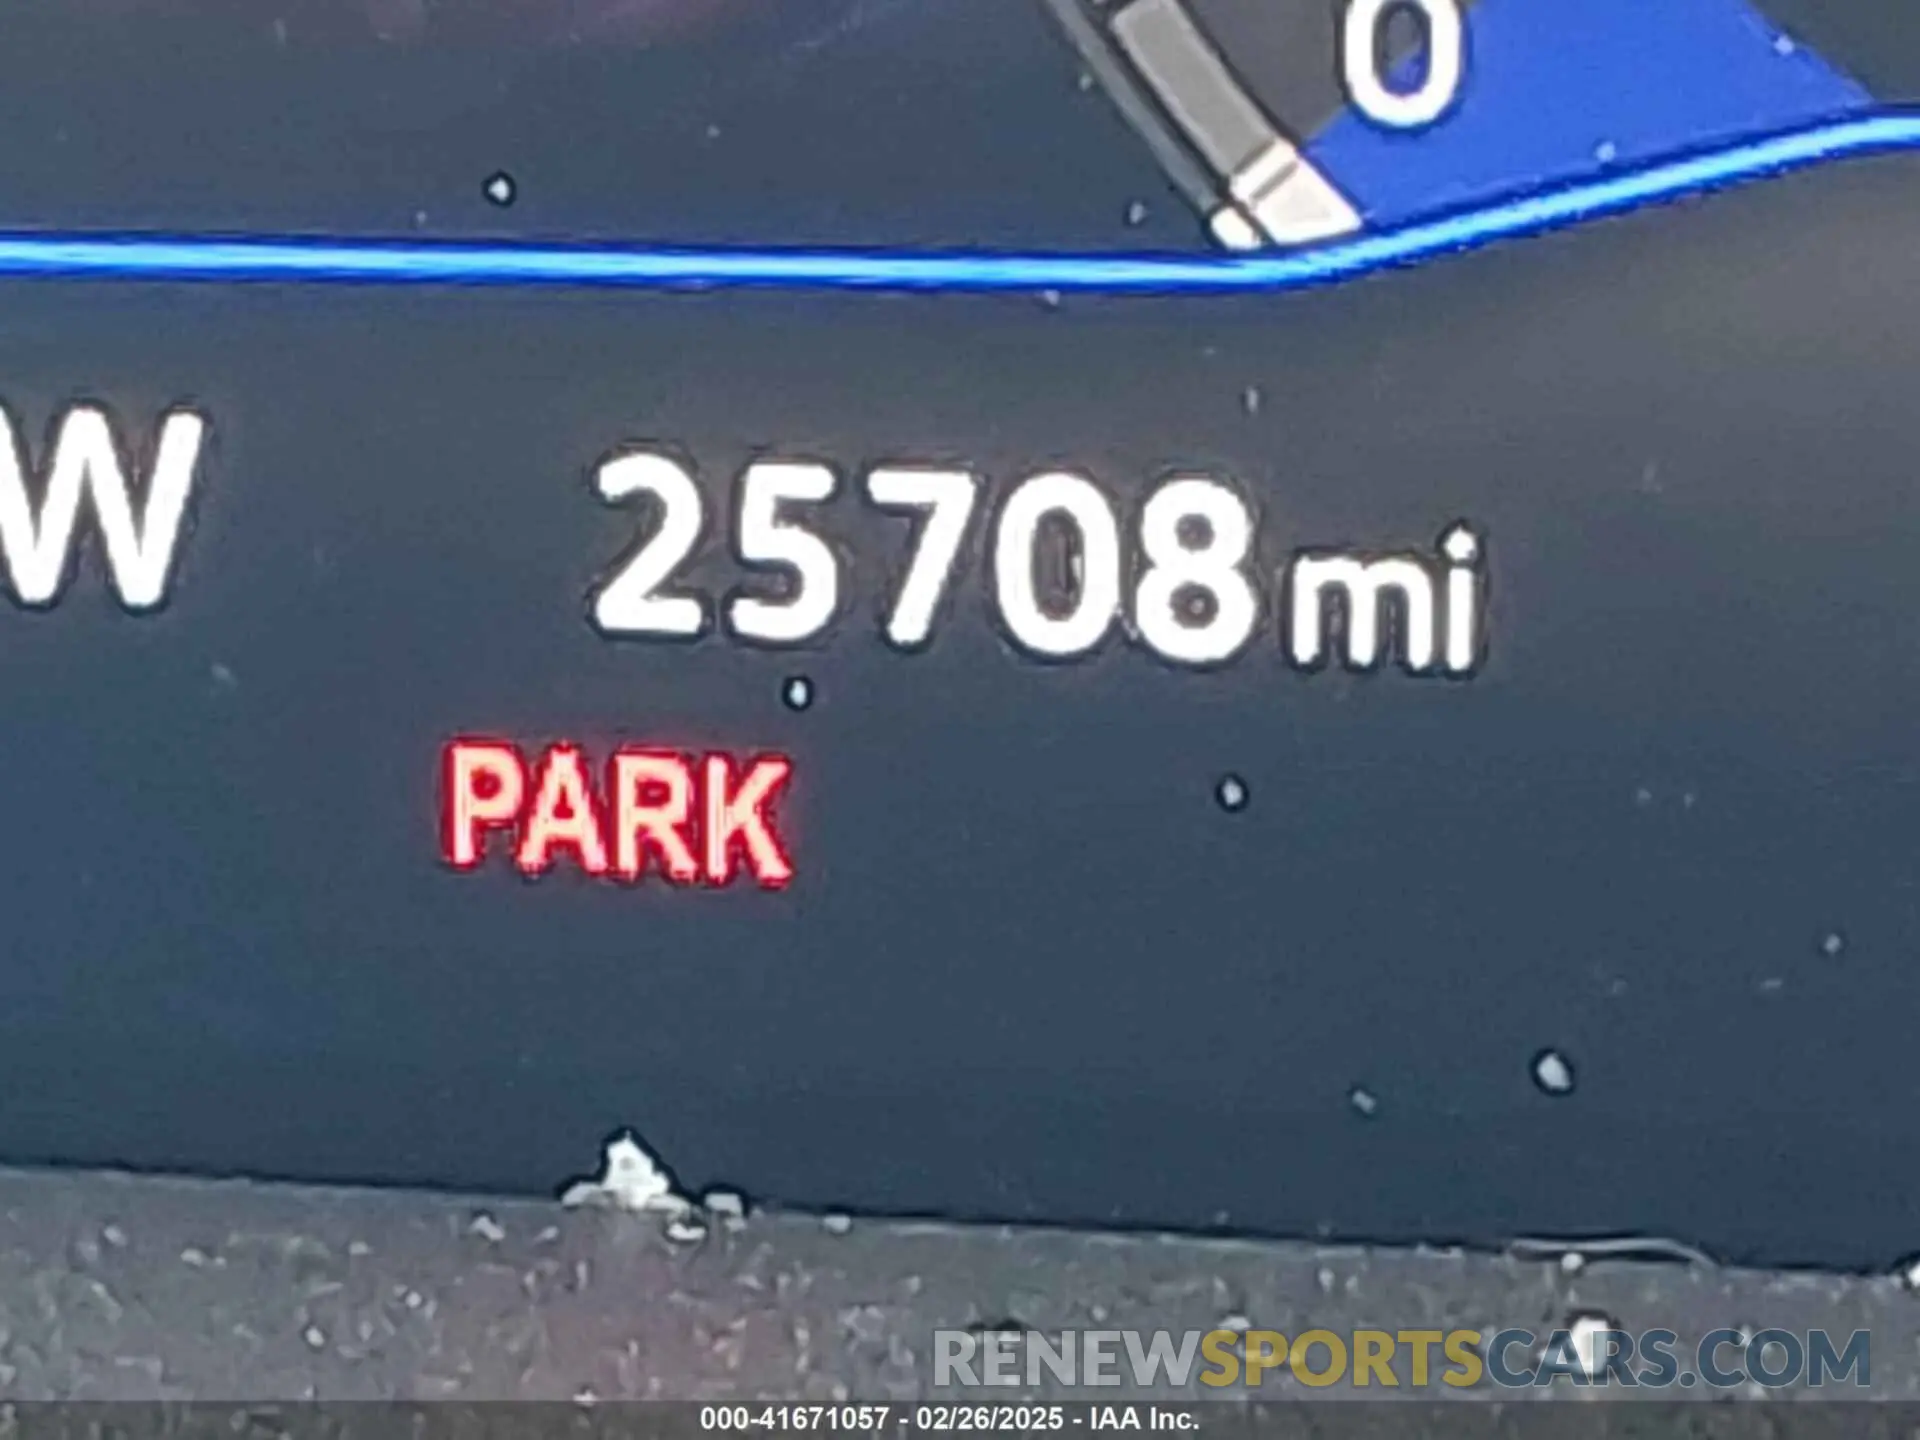 0
W
25708 mi
PARK
RENEWSPORTSCARS.COM
000-41671057 - 02/26/2025 - IAA Inc.